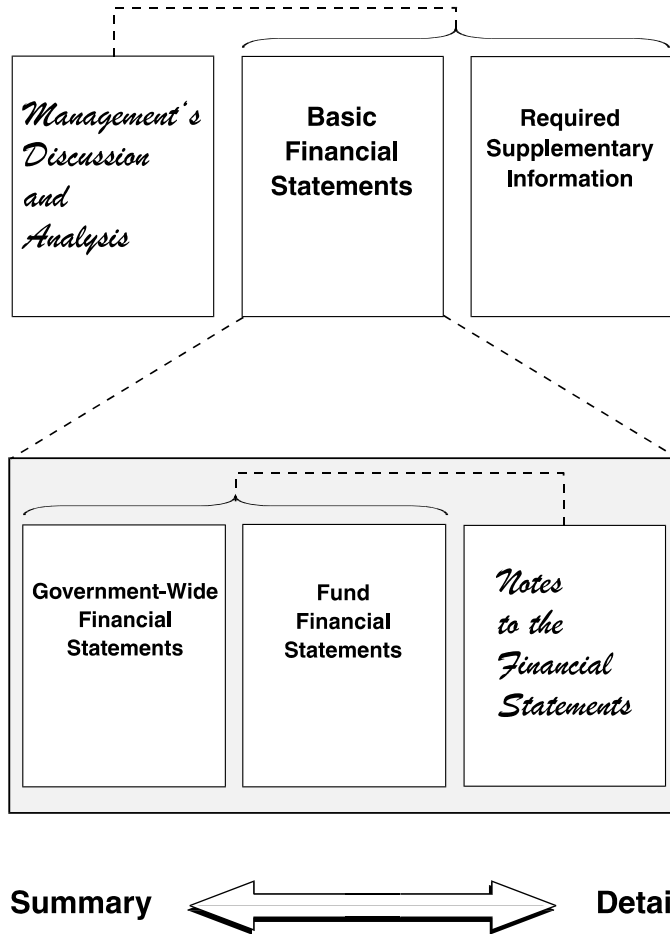 Management's
Discussion
and
Analysis
Basic
Financial
Statements
Required
Supplementary
Information
Government-Wide
Financial
Statements
Fund
Financial
Statements
Notes
to the
Financial
Statements
Summary
Detai